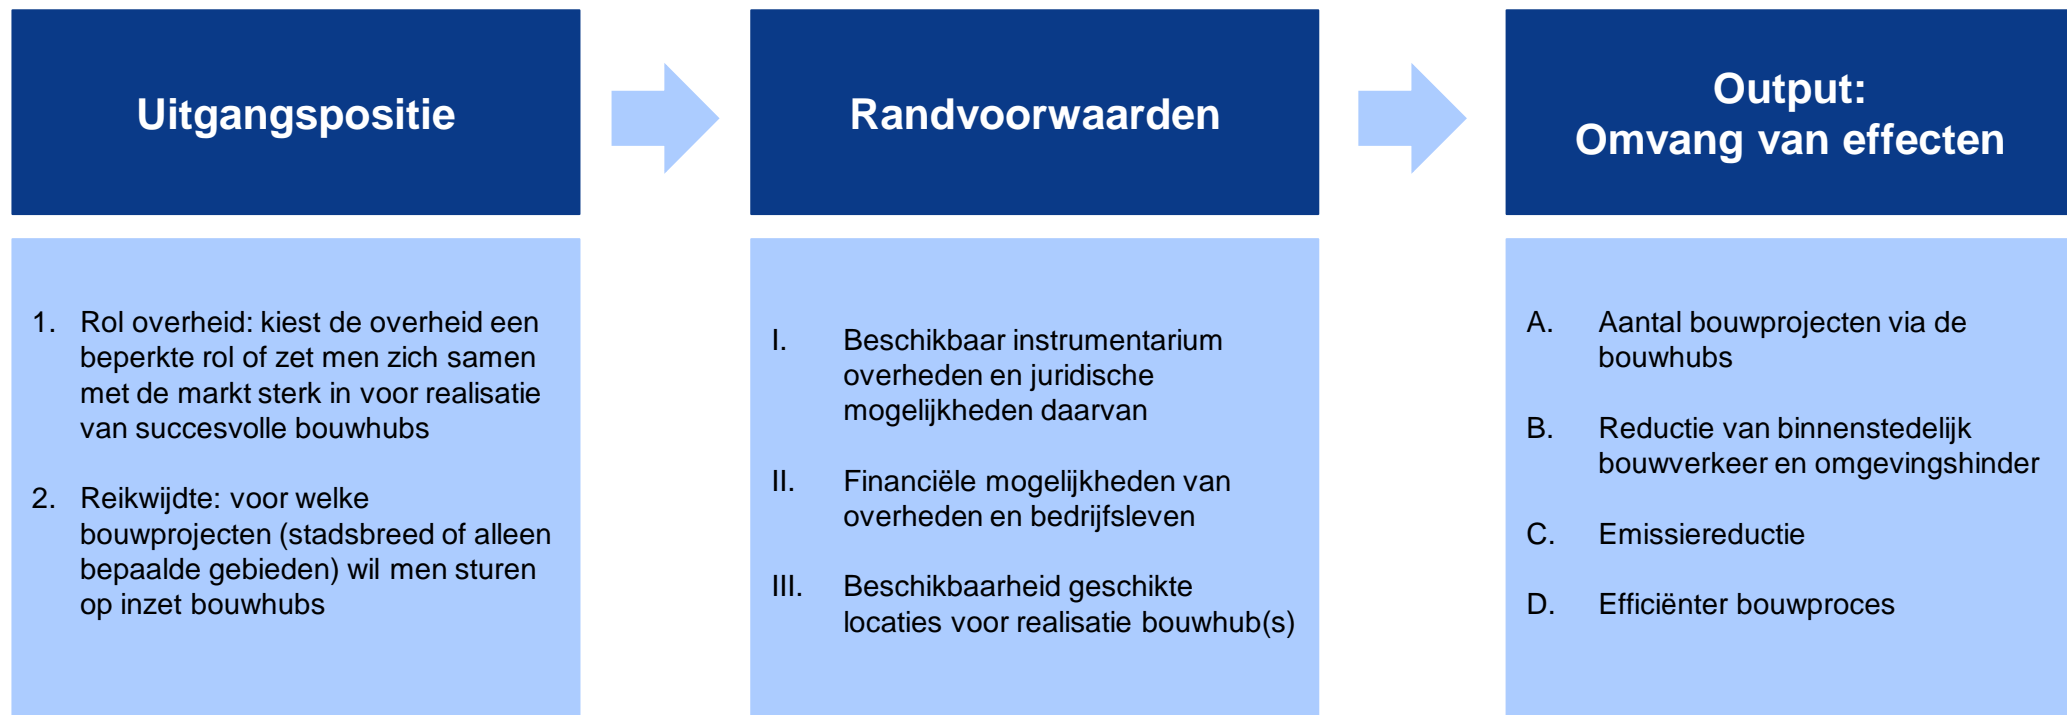 Uitgangspositie
1. Rol overheid: kiest de overheid een
beperkte rol of zet men zich samen
met de markt sterk in voor realisatie
van succesvolle bouwhubs
2. Reikwijdte: voor welke
bouwprojecten (stadsbreed of alleen
bepaalde gebieden) wil men sturen
op inzet bouwhubs
Randvoorwaarden
I. Beschikbaar instrumentarium
overheden en juridische
mogelijkheden daarvan
II. Financiële mogelijkheden van
overheden en bedrijfsleven
III. Beschikbaarheid geschikte
locaties voor realisatie bouwhub(s)
Output:
Omvang van effecten
A. Aantal bouwprojecten via de
bouwhubs
B. Reductie van binnenstedelijk
bouwverkeer en omgevingshinder
C. Emissiereductie
D. Efficiënter bouwproces